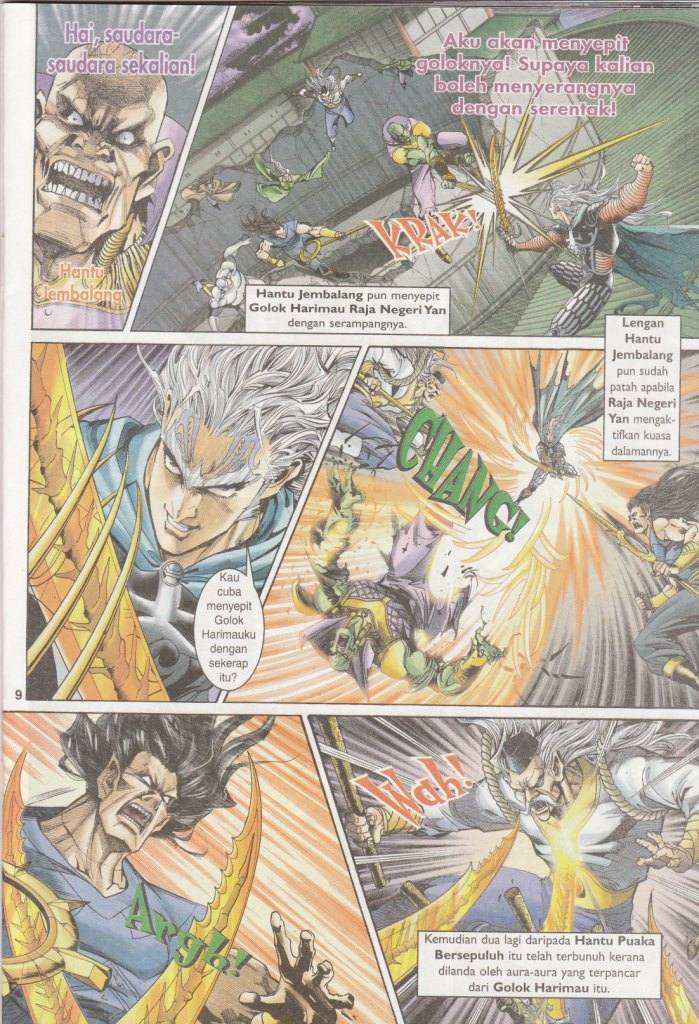 Hai, saudara-
saudara sekalian!
Hantu
Jembalang
Aku akan menyepit
goloknya! Supaya kalian
boleh menyerangnya
dengan serentak!
KRAK!
Hantu Jembalang pun menyepit
Golok Harimau Raja Negeri Yan
dengan serampangnya.
Kau
cuba
menyepit
Golok
Harimauku
dengan
sekerap
itu?
CHANG!
Lengan
Hantu
Jembalang
pun sudah
patah apabila
Raja Negeri
Yan mengak-
tifkan kuasa
dalamannya.
9
Argh!
Wah!
Kemudian dua lagi daripada Hantu Puaka
Bersepuluh itu telah terbunuh kerana
dilanda oleh aura-aura yang terpancar
dari Golok Harimau itu.